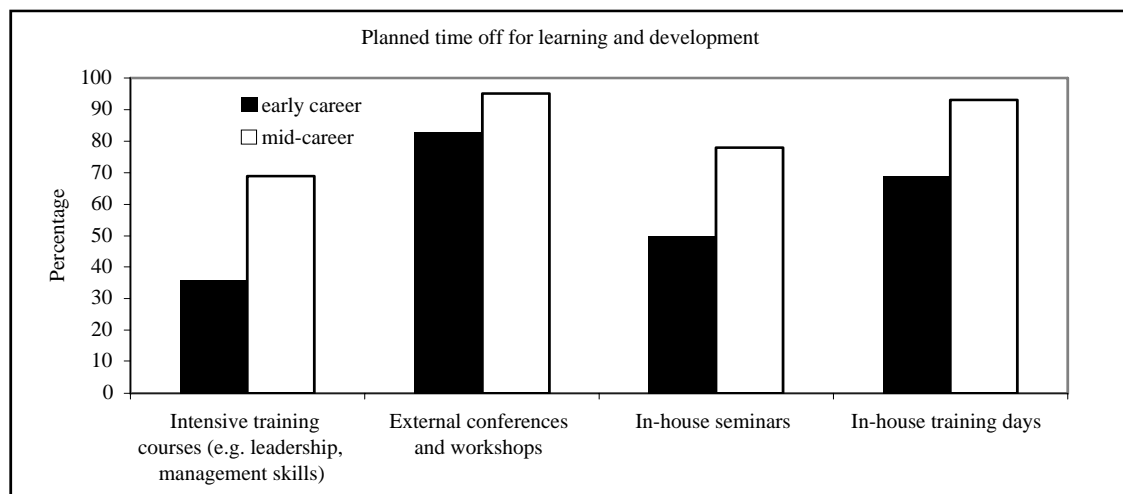 Planned time off for learning and development
100
90
80
70
60
50
40
30
20
10
0
Percentage
early career
mid-career
Intensive training
courses (e.g. leadership,
management skills)
External conferences
and workshops
In-house seminars
In-house training days